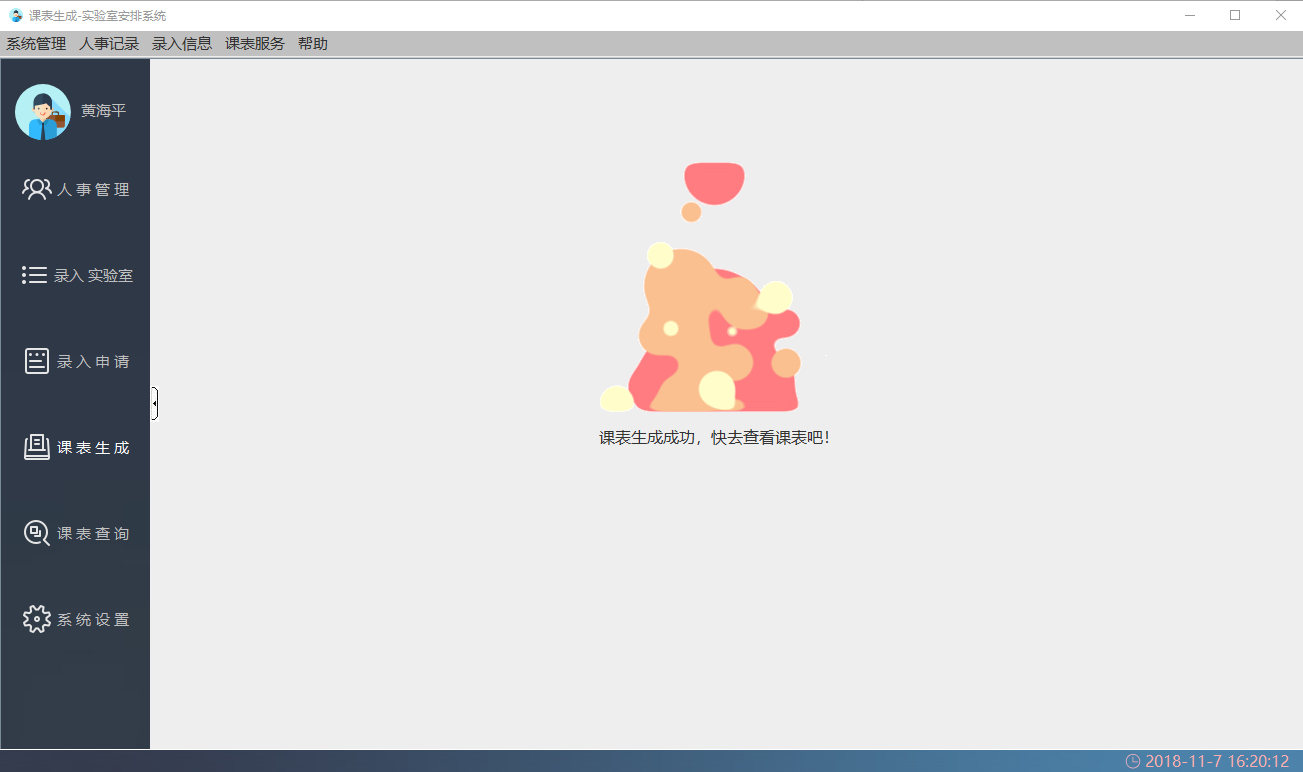 课表生成-实验室安排系统
系统管理 人事记录 录入信息 课表服务 帮助
黄海平
人事管理
录入 实验室
录入申请
课表生成
课表生成成功，快去查看课表吧！
课表查询
系统设置
2018-11-7 16:20:12